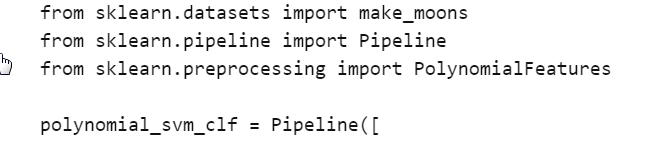 from sklearn.datasets import make_moons
from sklearn.pipeline import Pipeline
from sklearn.preprocessing import PolynomialFeatures
polynomial_svm_clf = Pipeline([